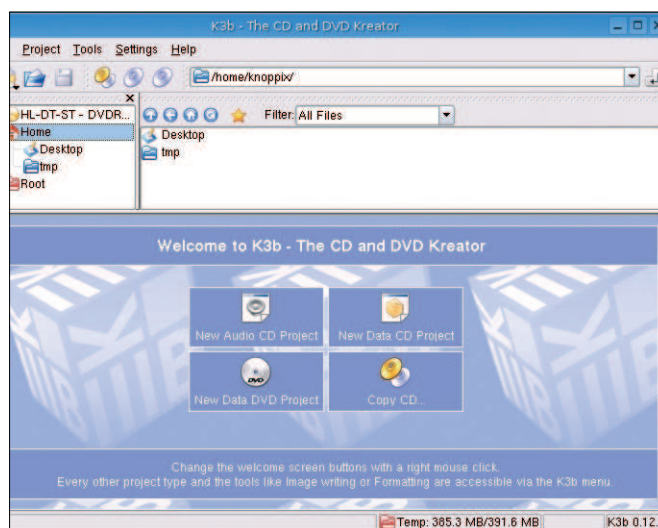 K3b - The CD and DVD Kreator
Project Tools Settings Help
/home/knoppix/
HL-DT-ST - DVDR...
Filter: All Files
Home
Desktop
tmp
Root
Desktop
tmp
Welcome to K3b - The CD and DVD Kreator
New Audio CD Project
New Data CD Project
New Data DVD Project
Copy CD...
Change the welcome screen buttons with a right mouse click.
Every other project type and the tools like Image writing or Formatting are accessible via the K3b menu.
Temp: 385.3 MB/391.6 MB
K3b 0.12